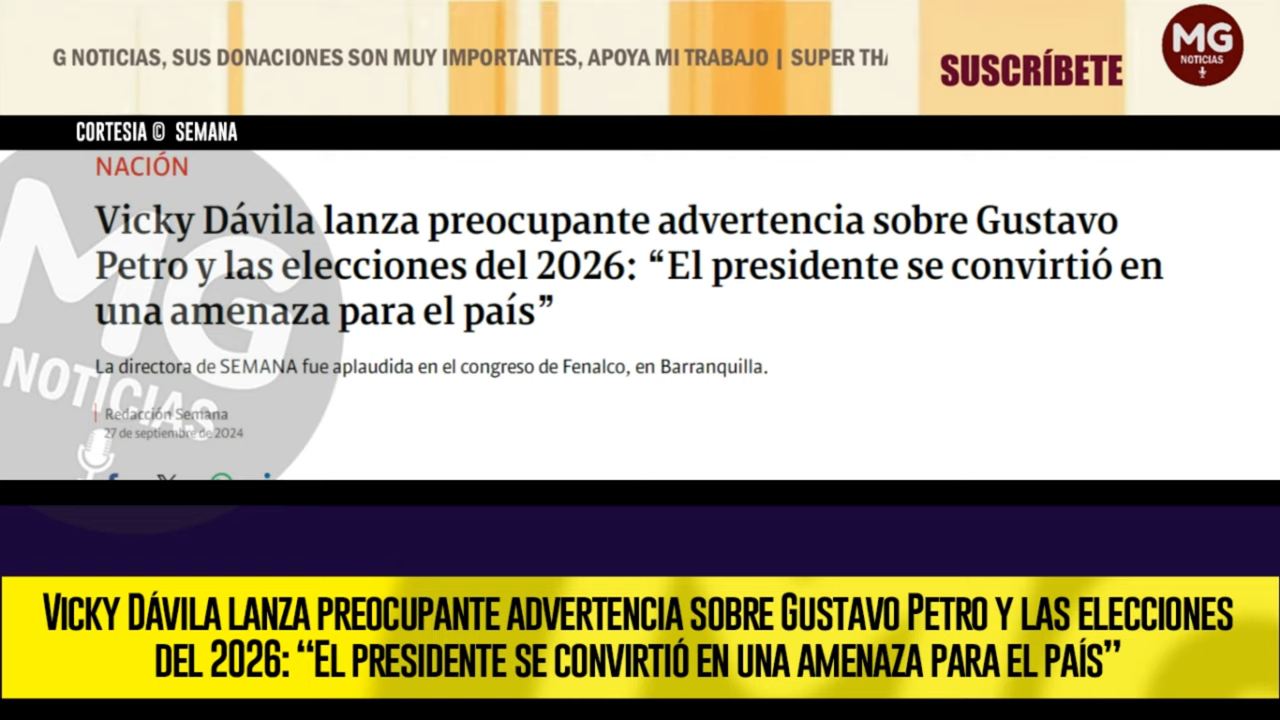 G NOTICIAS, SUS DONACIONES SON MUY IMPORTANTES, APOYA MI TRABAJO | SUPER THA
SUSCRÍBETE
MG
NOTICIAS
CORTESIA © SEMANA
NACIÓN
Vicky Dávila lanza preocupante advertencia sobre Gustavo
Petro y las elecciones del 2026: “El presidente se convirtió en
una amenaza para el país”
La directora de SEMANA fue aplaudida en el congreso de Fenalco, en Barranquilla.
Redacción Semana
27 de septiembre de 2024
MG
NOTICIAS
VICKY DÁVILA LANZA PREOCUPANTE ADVERTENCIA SOBRE GUSTAVO PETRO Y LAS ELECCIONES
DEL 2026: “EL PRESIDENTE SE CONVIRTIÓ EN UNA AMENAZA PARA EL PAÍS”